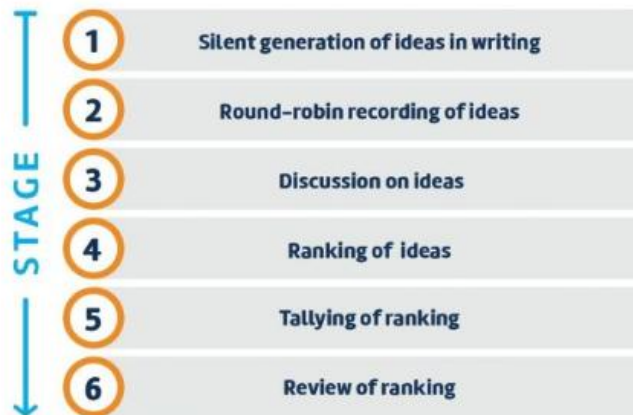 STAGE
1
Silent generation of ideas in writing
2
Round-robin recording of ideas
3
Discussion on ideas
4
Ranking of ideas
5
Tallying of ranking
6
Review of ranking